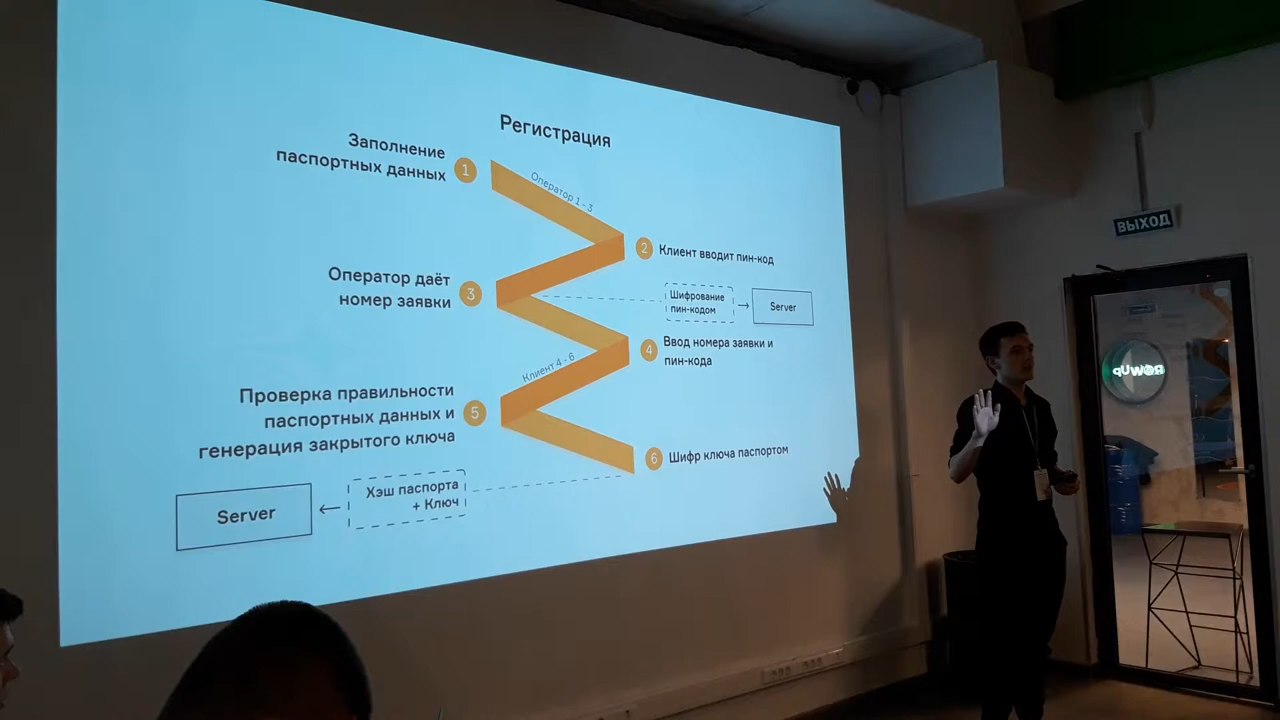 Регистрация
Заполнение
паспортных данных
1
Оператор 1 - 3
2
Клиент вводит пин-код
Оператор даёт
номер заявки
3
Шифрование
пин-кодом
Server
4
Ввод номера заявки и
пин-кода
Клиент 4 - 6
Проверка правильности
паспортных данных и
генерация закрытого ключа
5
6
Шифр ключа паспортом
Хэш паспорта
+ Ключ
Server
ВЫХОД